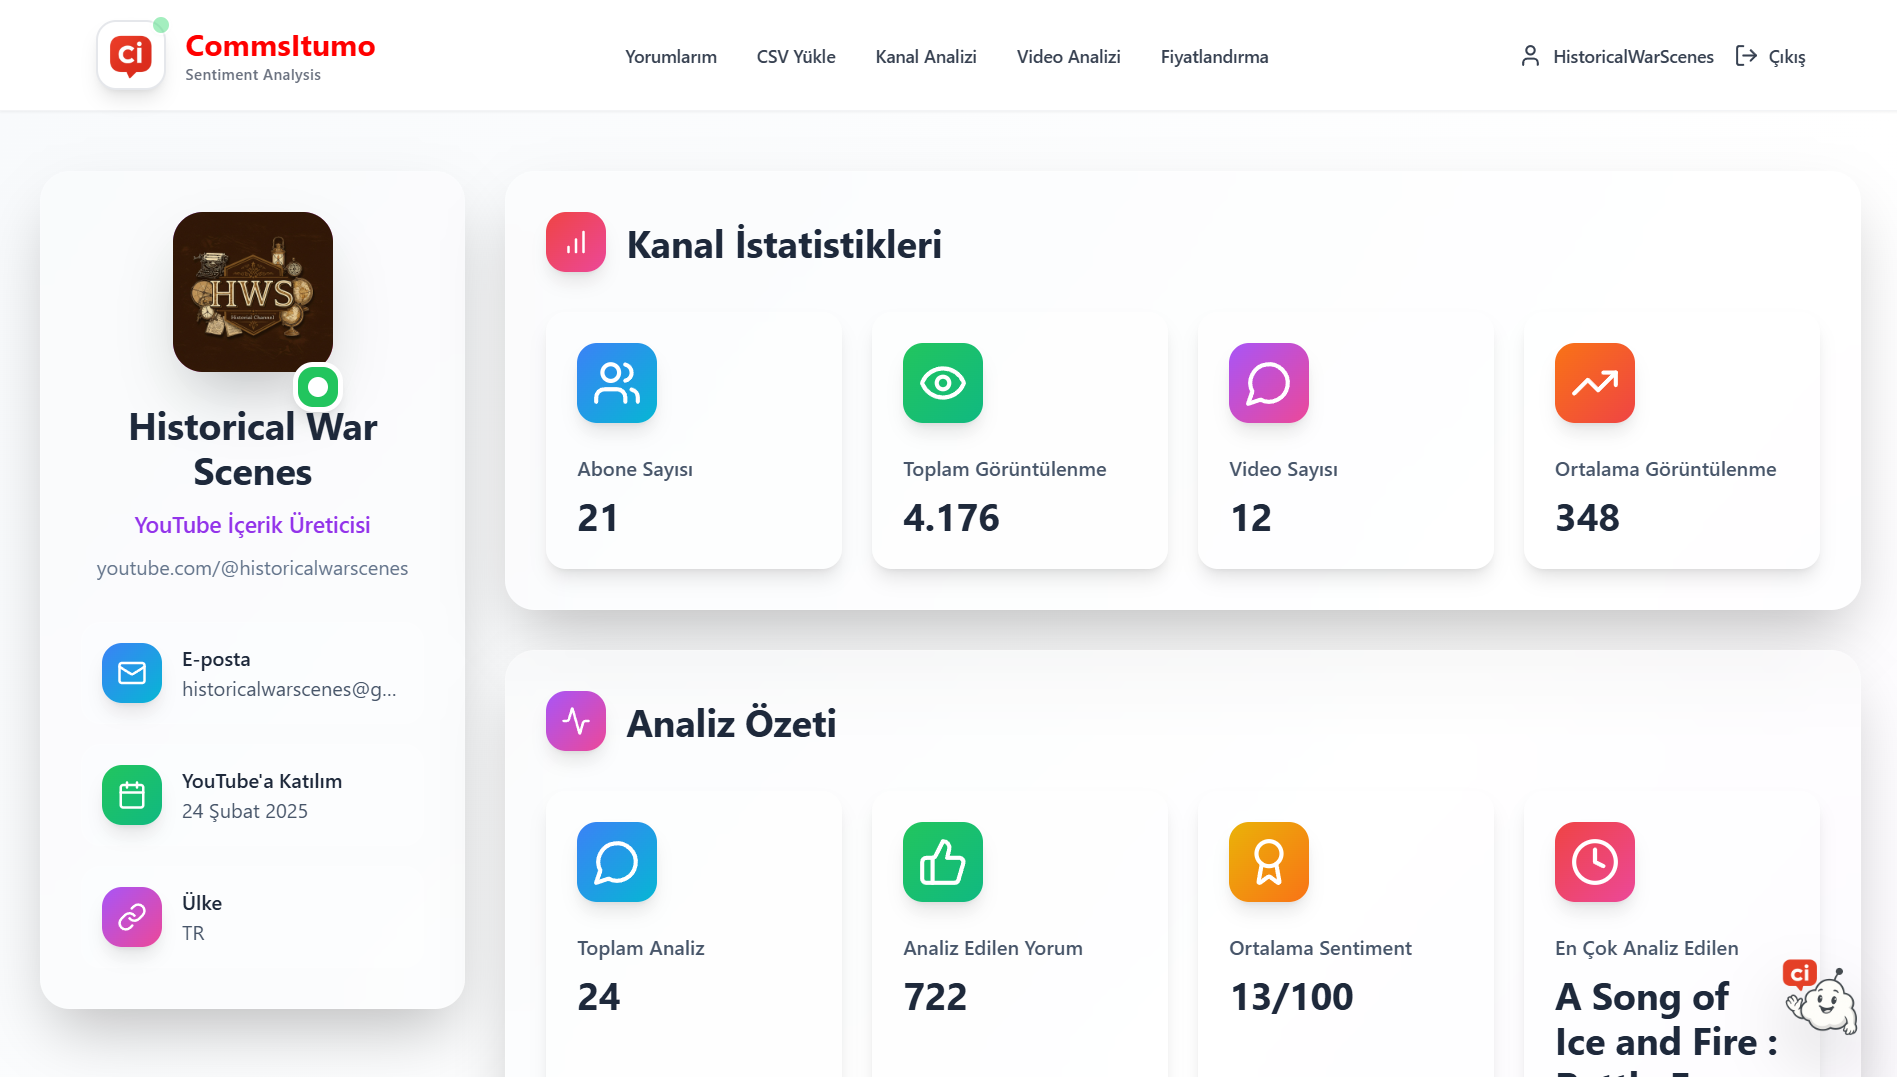 ci
CommsItumo
Sentiment Analysis
Yorumlarım
CSV Yükle
Kanal Analizi
Video Analizi
Fiyatlandırma
HistoricalWarScenes
Çıkış
HWS
Historical Channel
Historical War
Scenes
YouTube İçerik Üreticisi
youtube.com/@historicalwarscenes
E-posta
historicalwarscenes@g...
YouTube'a Katılım
24 Şubat 2025
Ülke
TR
Kanal İstatistikleri
Abone Sayısı
21
Toplam Görüntülenme
4.176
Video Sayısı
12
Ortalama Görüntülenme
348
Analiz Özeti
Toplam Analiz
24
Analiz Edilen Yorum
722
Ortalama Sentiment
13/100
En Çok Analiz Edilen
A Song of
Ice and Fire :
ci